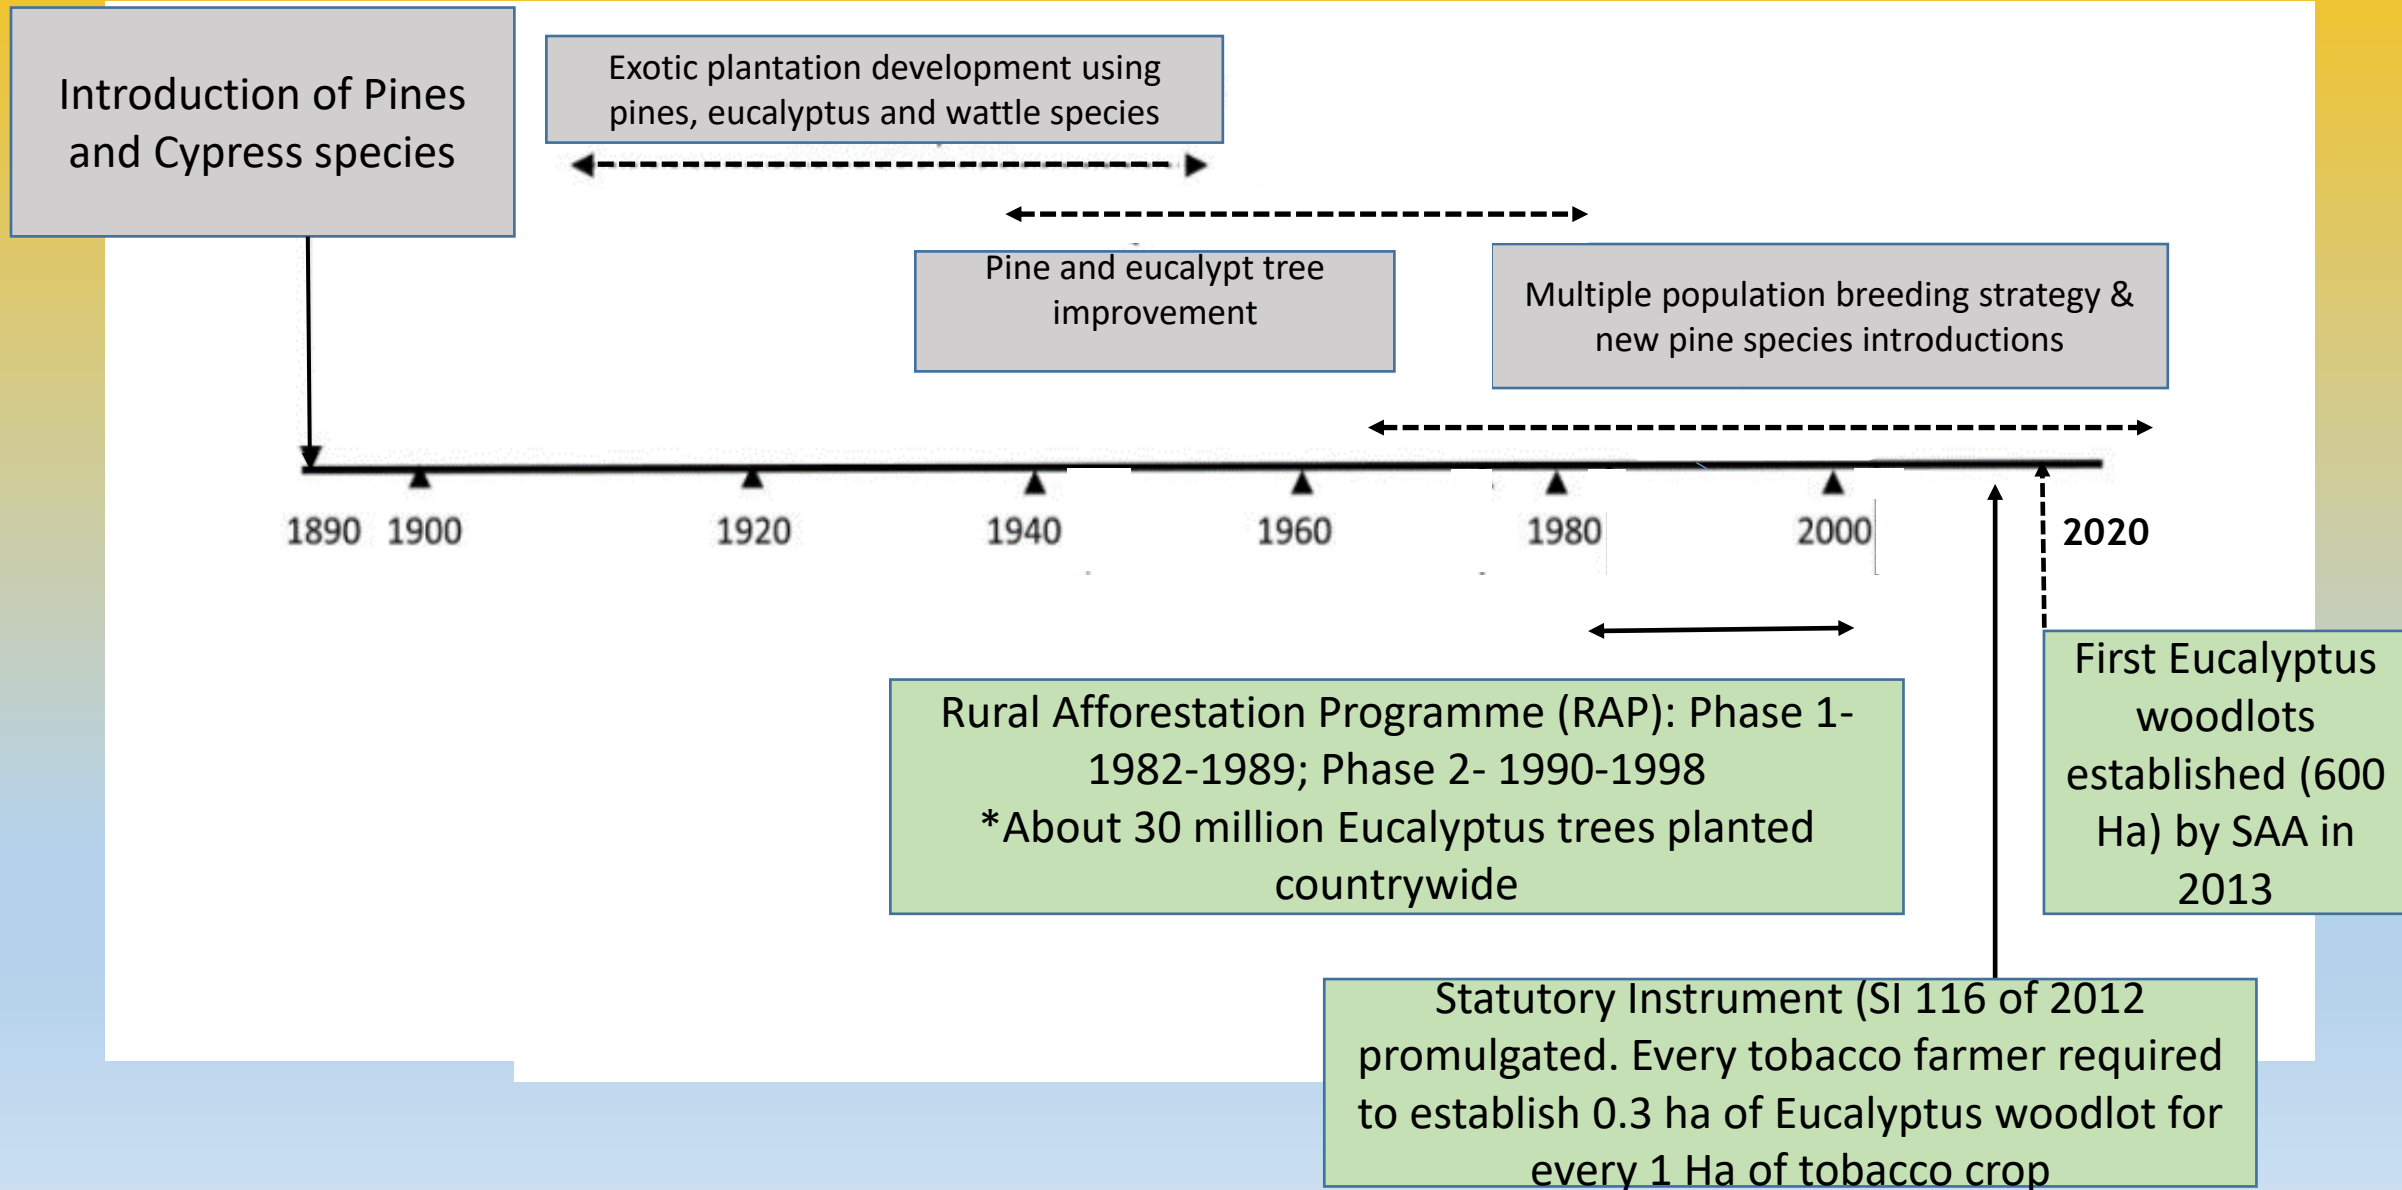 Introduction of Pines
and Cypress species
Exotic plantation development using
pines, eucalyptus and wattle species
Pine and eucalypt tree
improvement
Multiple population breeding strategy &
new pine species introductions
1890 1900 1920 1940 1960 1980 2000 2020
Rural Afforestation Programme (RAP): Phase 1-
1982-1989; Phase 2- 1990-1998
*About 30 million Eucalyptus trees planted
countrywide
First Eucalyptus
woodlots
established (600
Ha) by SAA in
2013
Statutory Instrument (SI 116 of 2012
promulgated. Every tobacco farmer required
to establish 0.3 ha of Eucalyptus woodlot for
every 1 Ha of tobacco crop